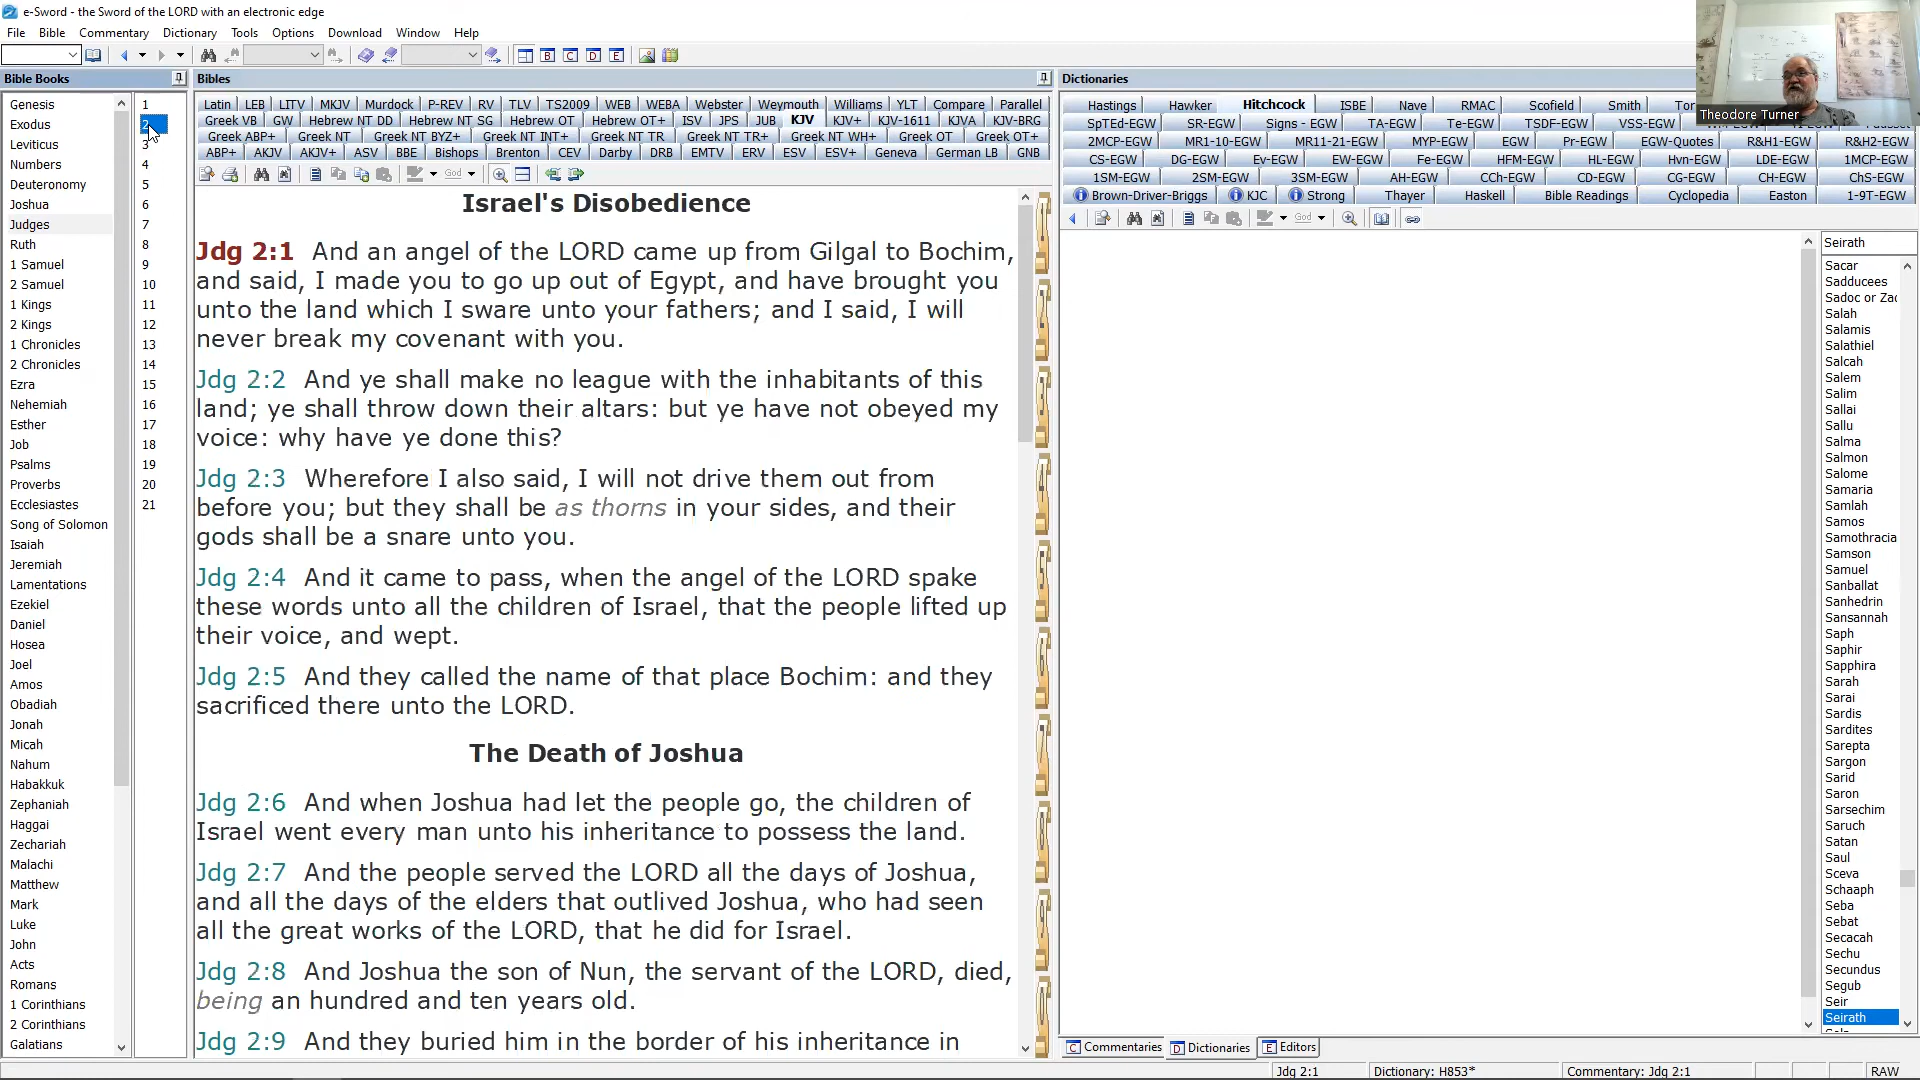 e-Sword - the Sword of the LORD with an electronic edge
File Bible Commentary Dictionary Tools Options Download Window Help
B C D E
Bible Books
Genesis
Exodus
Leviticus
Numbers
Deuteronomy
Joshua
Judges
Ruth
1 Samuel
2 Samuel
1 Kings
2 Kings
1 Chronicles
2 Chronicles
Ezra
Nehemiah
Esther
Job
Psalms
Proverbs
Ecclesiastes
Song of Solomon
Isaiah
Jeremiah
Lamentations
Ezekiel
Daniel
Hosea
Joel
Amos
Obadiah
Jonah
Micah
Nahum
Habakkuk
Zephaniah
Haggai
Zechariah
Malachi
Matthew
Mark
Luke
John
Acts
Romans
1 Corinthians
2 Corinthians
Galatians
1
2
3
4
5
6
7
8
9
10
11
12
13
14
15
16
17
18
19
20
21
Bibles
Latin LEB LITV MKJV Murdock P-REV RV TLV TS2009 WEB WEBA Webster Weymouth Williams YLT Compare Parallel
Greek VB GW Hebrew NT DD Hebrew NT SG Hebrew OT Hebrew OT+ ISV JPS JUB KJV KJV+ KJV-1611 KJVA KJV-BRG
Greek ABP+ Greek NT Greek NT BYZ+ Greek NT INT+ Greek NT TR Greek NT TR+ Greek NT WH+ Greek OT Greek OT+
ABP+ AKJV AKJV+ ASV BBE Bishops Brenton CEV Darby DRB EMTV ERV ESV ESV+ Geneva German LB GNB
God
Israel's Disobedience
Jdg 2:1 And an angel of the LORD came up from Gilgal to Bochim,
and said, I made you to go up out of Egypt, and have brought you
unto the land which I sware unto your fathers; and I said, I will
never break my covenant with you.
Jdg 2:2 And ye shall make no league with the inhabitants of this
land; ye shall throw down their altars: but ye have not obeyed my
voice: why have ye done this?
Jdg 2:3 Wherefore I also said, I will not drive them out from
before you; but they shall be as thorns in your sides, and their
gods shall be a snare unto you.
Jdg 2:4 And it came to pass, when the angel of the LORD spake
these words unto all the children of Israel, that the people lifted up
their voice, and wept.
Jdg 2:5 And they called the name of that place Bochim: and they
sacrificed there unto the LORD.
The Death of Joshua
Jdg 2:6 And when Joshua had let the people go, the children of
Israel went every man unto his inheritance to possess the land.
Jdg 2:7 And the people served the LORD all the days of Joshua,
and all the days of the elders that outlived Joshua, who had seen
all the great works of the LORD, that he did for Israel.
Jdg 2:8 And Joshua the son of Nun, the servant of the LORD, died,
being an hundred and ten years old.
Jdg 2:9 And they buried him in the border of his inheritance in
Dictionaries
Theodore Turner
Hastings Hawker Hitchcock ISBE Nave RMAC Scofield Smith Tor
SpTEd-EGW SR-EGW Signs - EGW TA-EGW Te-EGW TSDF-EGW VSS-EGW
2MCP-EGW MR1-10-EGW MR11-21-EGW MYP-EGW EGW Pr-EGW EGW-Quotes R&H1-EGW R&H2-EGW
CS-EGW DG-EGW Ev-EGW EW-EGW Fe-EGW HFM-EGW HL-EGW Hvn-EGW LDE-EGW 1MCP-EGW
1SM-EGW 2SM-EGW 3SM-EGW AH-EGW CCh-EGW CD-EGW CG-EGW CH-EGW ChS-EGW
Brown-Driver-Briggs KJC Strong Thayer Haskell Bible Readings Cyclopedia Easton 1-9T-EGW
God
Seirath
Sacar
Sadducees
Sadoc or Zad
Salah
Salamis
Salathiel
Salcah
Salem
Salim
Sallai
Sallu
Salma
Salmon
Salome
Samaria
Samlah
Samos
Samothracia
Samson
Samuel
Sanballat
Sanhedrin
Sansannah
Saph
Saphir
Sapphira
Sarah
Sarai
Sardis
Sardites
Sarepta
Sargon
Sarid
Saron
Sarsechim
Saruch
Satan
Saul
Sceva
Schaaph
Seba
Sebat
Secacah
Sechu
Secundus
Segub
Seir
Seirath
Commentaries Dictionaries Editors
Jdg 2:1 Dictionary: H853* Commentary: Jdg 2:1 RAW